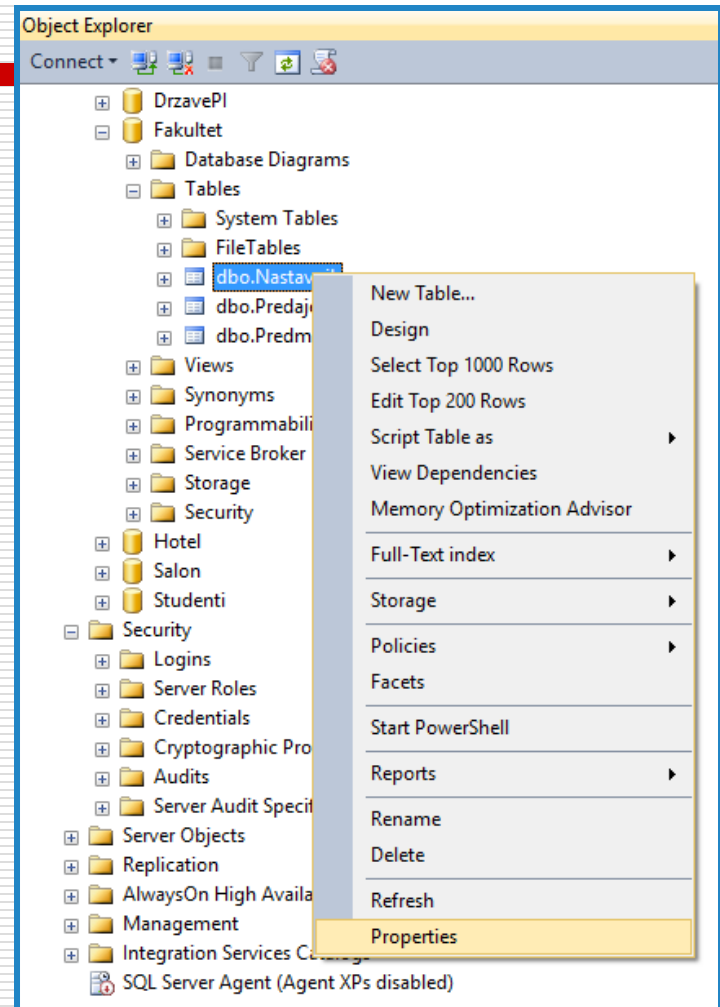 Object Explorer
Connect
DrzavePI
Fakultet
Database Diagrams
Tables
System Tables
FileTables
dbo.Nastavnik
dbo.Predaj
dbo.Predm
Views
Synonyms
Programmabili
Service Broker
Storage
Security
Hotel
Salon
Studenti
Security
Logins
Server Roles
Credentials
Cryptographic Pro
Audits
Server Audit Specif
Server Objects
Replication
AlwaysOn High Availa
Management
Integration Services Catalogs
SQL Server Agent (Agent XPs disabled)
New Table...
Design
Select Top 1000 Rows
Edit Top 200 Rows
Script Table as
View Dependencies
Memory Optimization Advisor
Full-Text index
Storage
Policies
Facets
Start PowerShell
Reports
Rename
Delete
Refresh
Properties